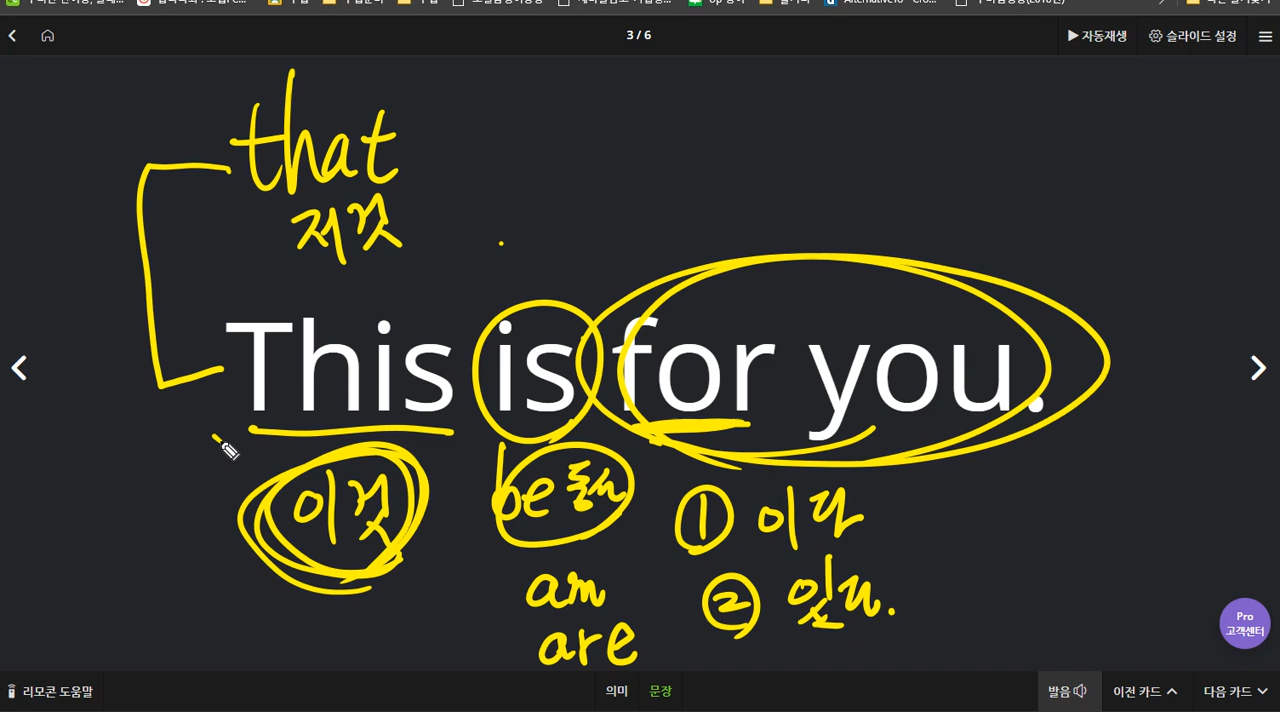 3 / 6
▶ 자동재생
슬라이드 설정
that
저것
This is for you.
이것
be 동사
① 이다
② 있다.
am
are
Pro
고객센터
리모콘 도움말
의미
문장
발음
이전 카드
다음 카드